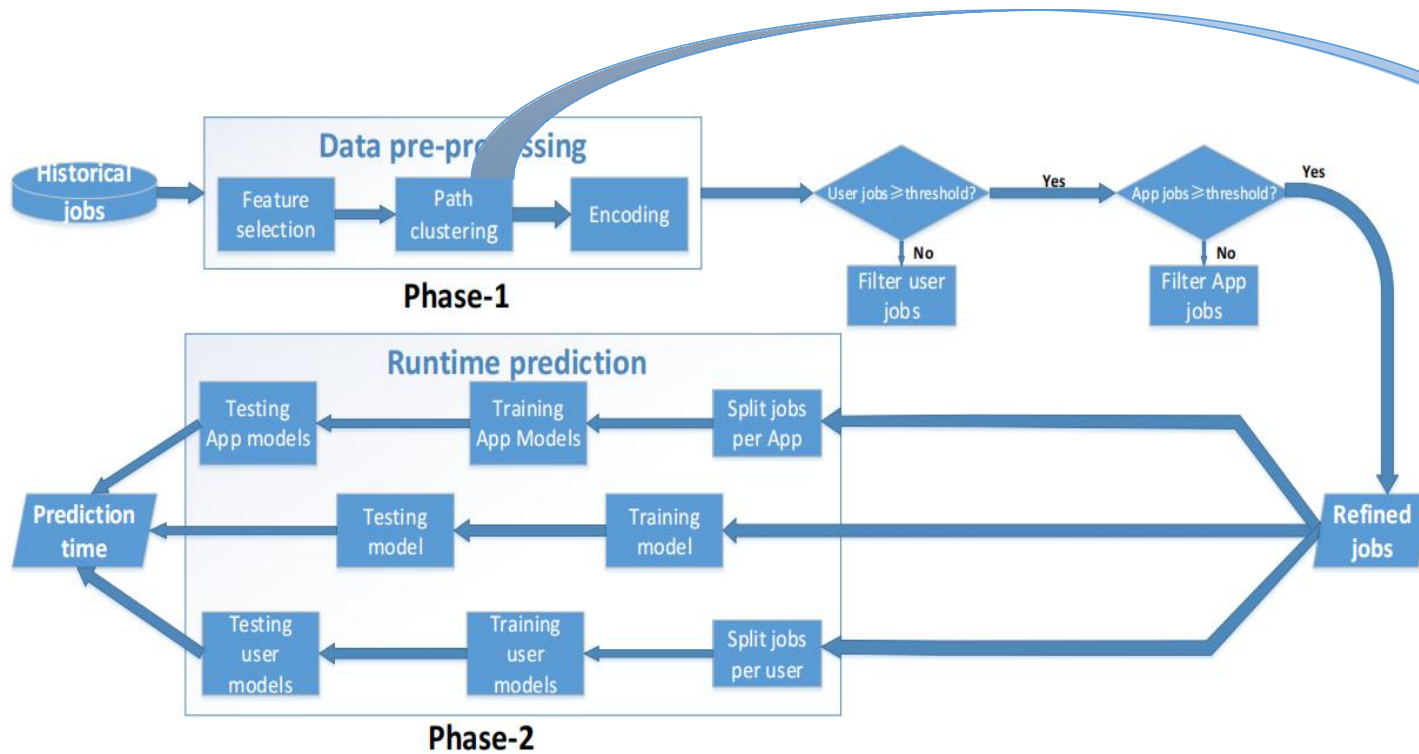 Data pre-processing
Historical
jobs
Feature
selection
Path
clustering
Encoding
Phase-1
User jobs≥threshold?
Yes
App jobs≥threshold?
Yes
No
Filter user
jobs
No
Filter App
jobs
Runtime prediction
Testing
App models
Training
App Models
Split jobs
per App
Prediction
time
Testing
model
Training
model
Refined
jobs
Testing
user
models
Training
user models
Split jobs
per user
Phase-2